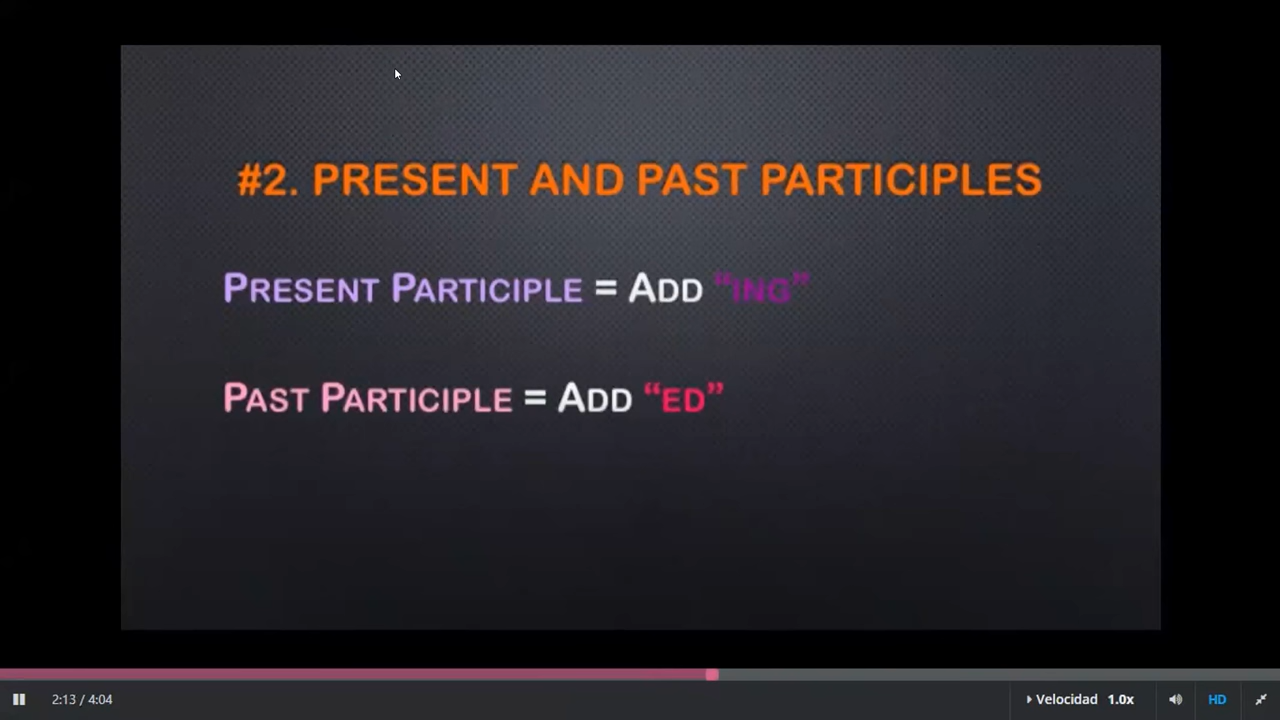 #2. PRESENT AND PAST PARTICIPLES
PRESENT PARTICIPLE = ADD “ING”
PAST PARTICIPLE = ADD “ED”
2:13 / 4:04
Velocidad 1.0x
HD